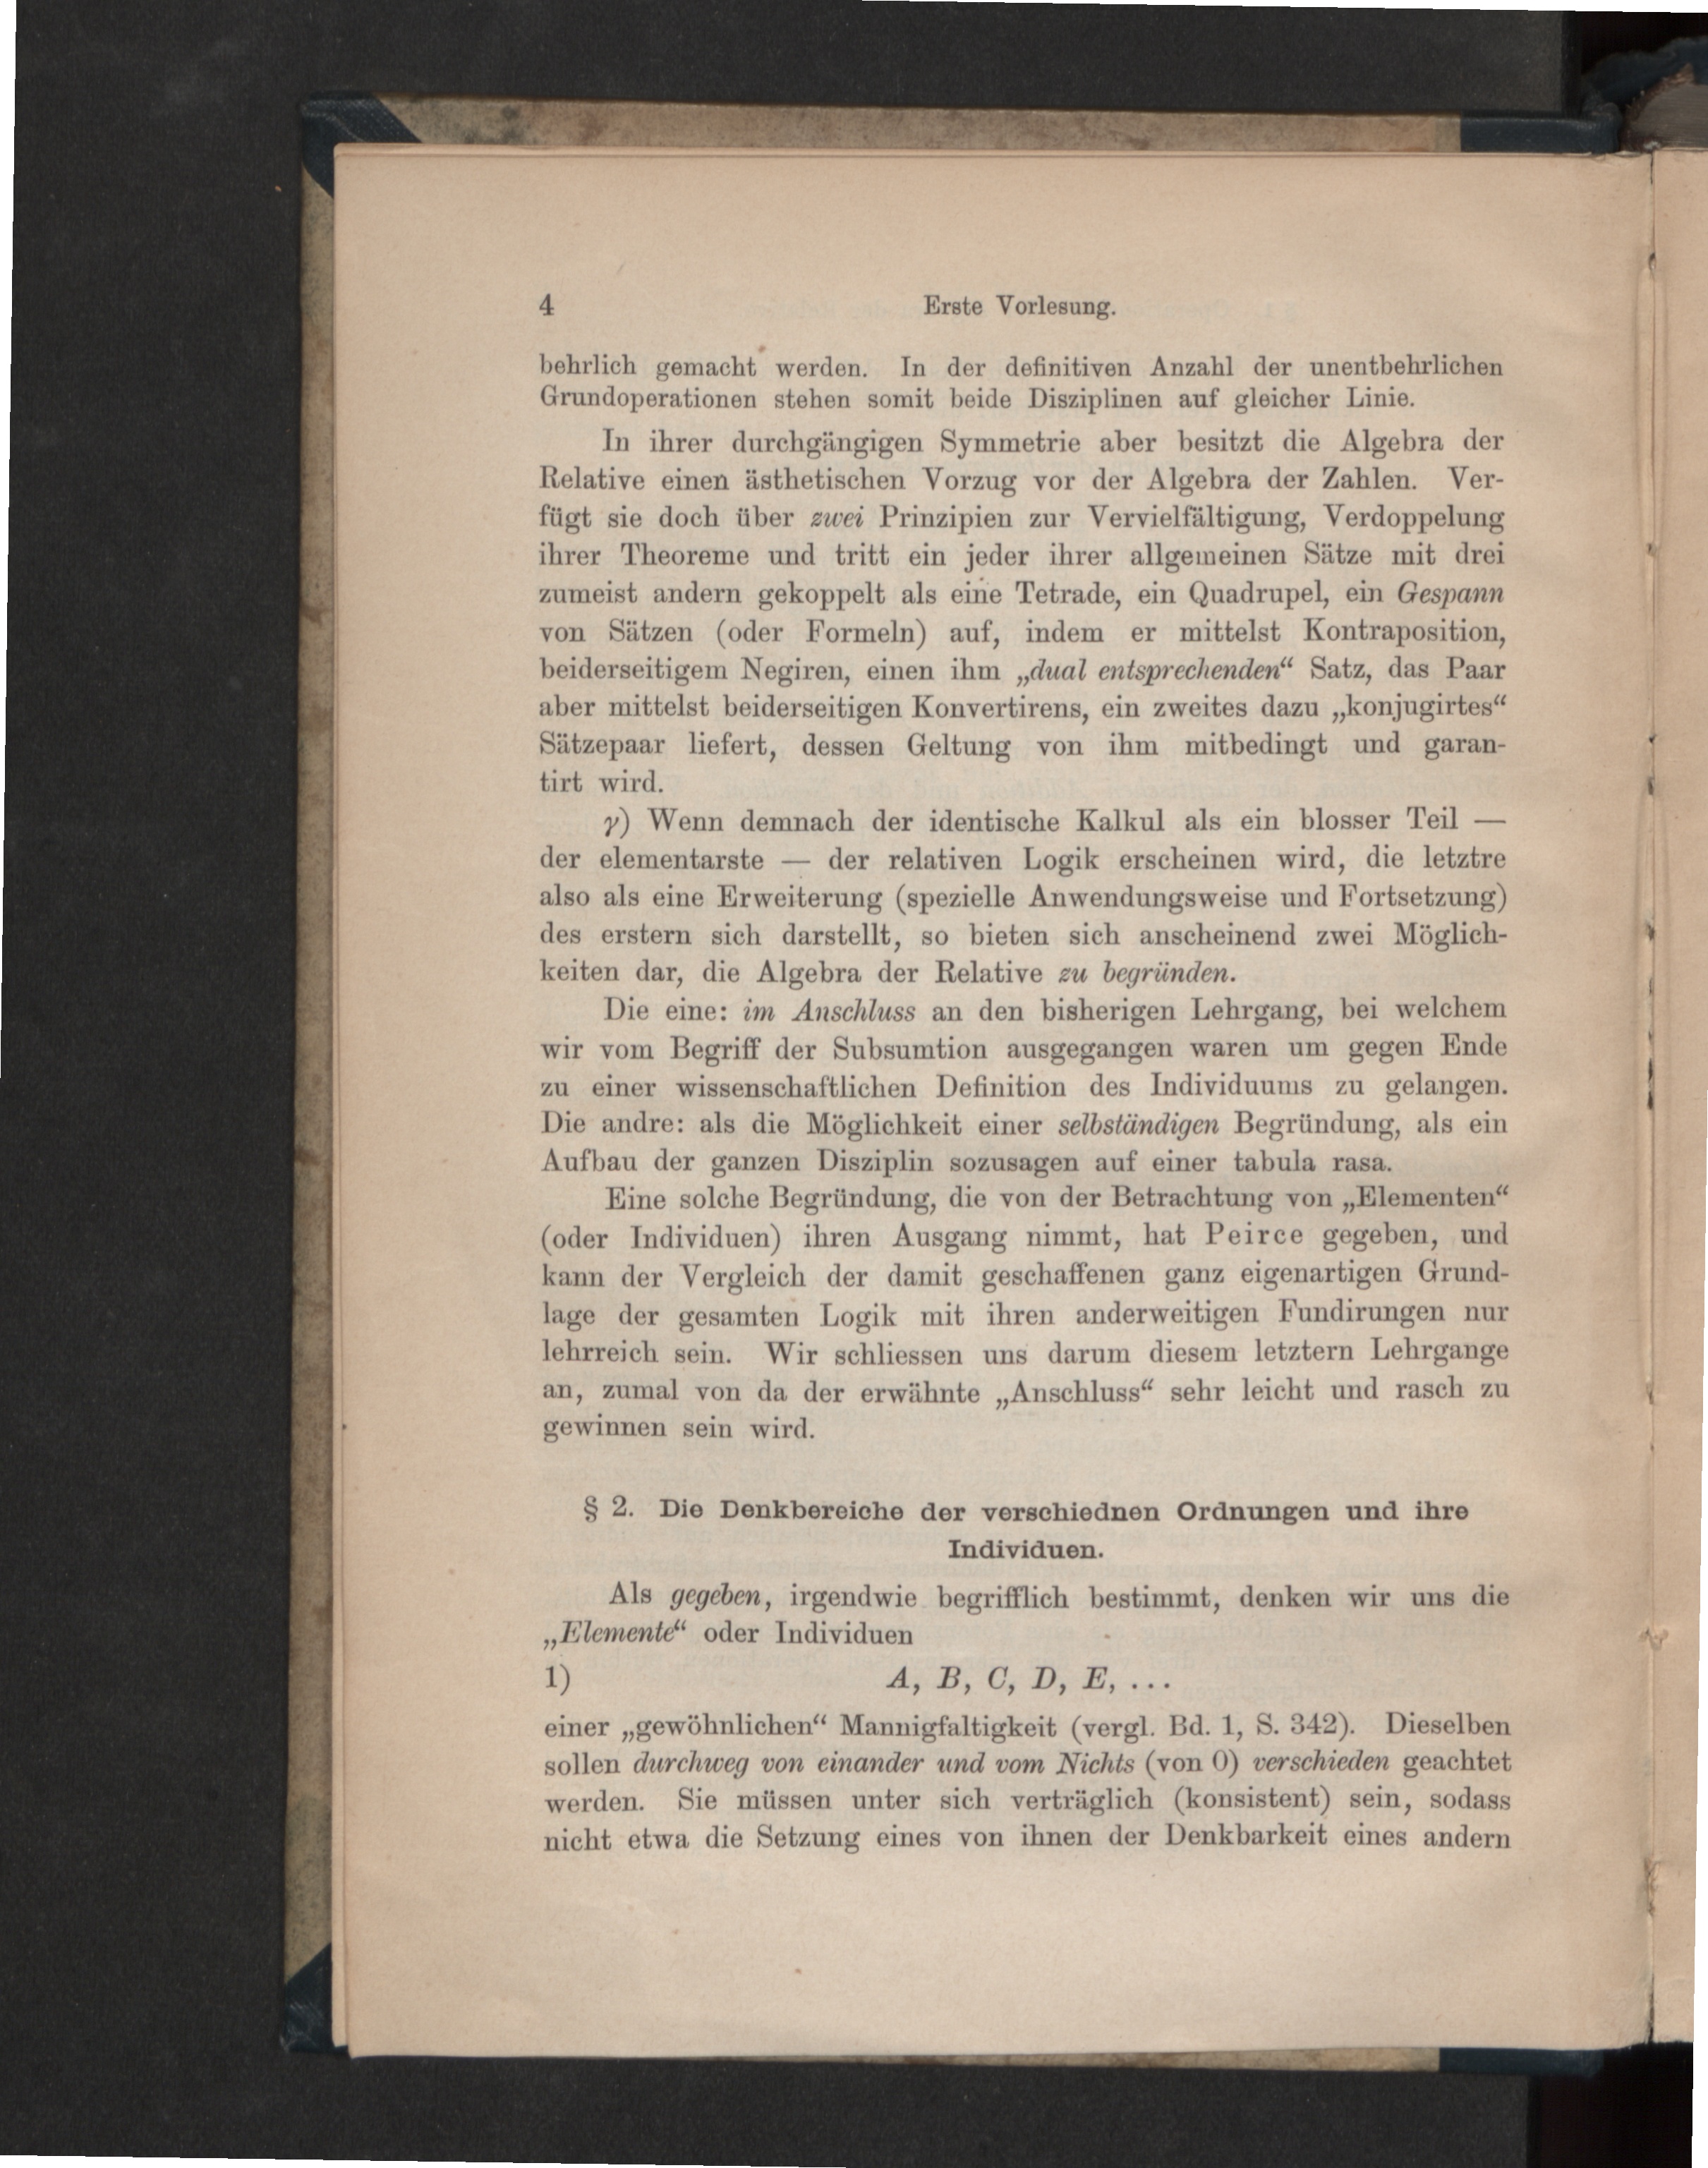 4 Erste Vorlesung.
behrlich gemacht werden. In der definitiven Anzahl der unentbehrlichen
Grundoperationen stehen somit beide Disziplinen auf gleicher Linie.
In ihrer durchgängigen Symmetrie aber besitzt die Algebra der
Relative einen ästhetischen Vorzug vor der Algebra der Zahlen. Ver-
fügt sie doch über zwei Prinzipien zur Vervielfältigung, Verdoppelung
ihrer Theoreme und tritt ein jeder ihrer allgemeinen Sätze mit drei
zumeist andern gekoppelt als eine Tetrade, ein Quadrupel, ein Gespann
von Sätzen (oder Formeln) auf, indem er mittelst Kontraposition,
beiderseitigem Negiren, einen ihm „dual entsprechenden“ Satz, das Paar
aber mittelst beiderseitigen Konvertirens, ein zweites dazu „konjugirtes“
Sätzepaar liefert, dessen Geltung von ihm mitbedingt und garan-
tirt wird.
γ) Wenn demnach der identische Kalkul als ein blosser Teil —
der elementarste — der relativen Logik erscheinen wird, die letztre
also als eine Erweiterung (spezielle Anwendungsweise und Fortsetzung)
des erstern sich darstellt, so bieten sich anscheinend zwei Möglich-
keiten dar, die Algebra der Relative zu begründen.
Die eine: im Anschluss an den bisherigen Lehrgang, bei welchem
wir vom Begriff der Subsumtion ausgegangen waren um gegen Ende
zu einer wissenschaftlichen Definition des Individuums zu gelangen.
Die andre: als die Möglichkeit einer selbständigen Begründung, als ein
Aufbau der ganzen Disziplin sozusagen auf einer tabula rasa.
Eine solche Begründung, die von der Betrachtung von „Elementen“
(oder Individuen) ihren Ausgang nimmt, hat Peirce gegeben, und
kann der Vergleich der damit geschaffenen ganz eigenartigen Grund-
lage der gesamten Logik mit ihren anderweitigen Fundirungen nur
lehrreich sein. Wir schliessen uns darum diesem letztern Lehrgange
an, zumal von da der erwähnte „Anschluss“ sehr leicht und rasch zu
gewinnen sein wird.
§ 2. Die Denkbereiche der verschiednen Ordnungen und ihre
Individuen.
Als gegeben, irgendwie begrifflich bestimmt, denken wir uns die
„Elemente“ oder Individuen
1) A, B, C, D, E, ...
einer „gewöhnlichen“ Mannigfaltigkeit (vergl. Bd. 1, S. 342). Dieselben
sollen durchweg von einander und vom Nichts (von 0) verschieden geachtet
werden. Sie müssen unter sich verträglich (konsistent) sein, sodass
nicht etwa die Setzung eines von ihnen der Denkbarkeit eines andern